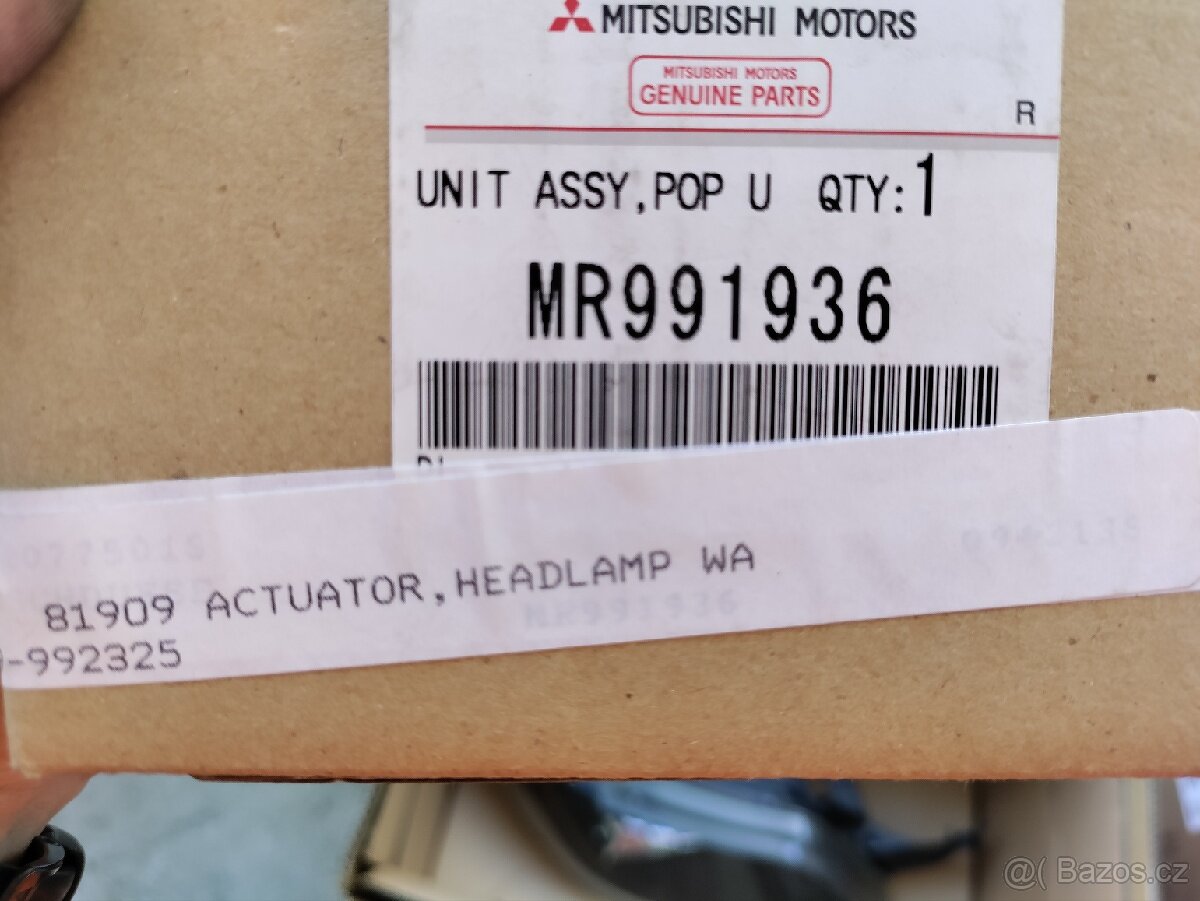 MITSUBISHI MOTORS
MITSUBISHI MOTORS
GENUINE PARTS
R
UNIT ASSY,POP U QTY:1
MR991936
81909 ACTUATOR,HEADLAMP WA
-992325
MR991936
@( Bazos.cz